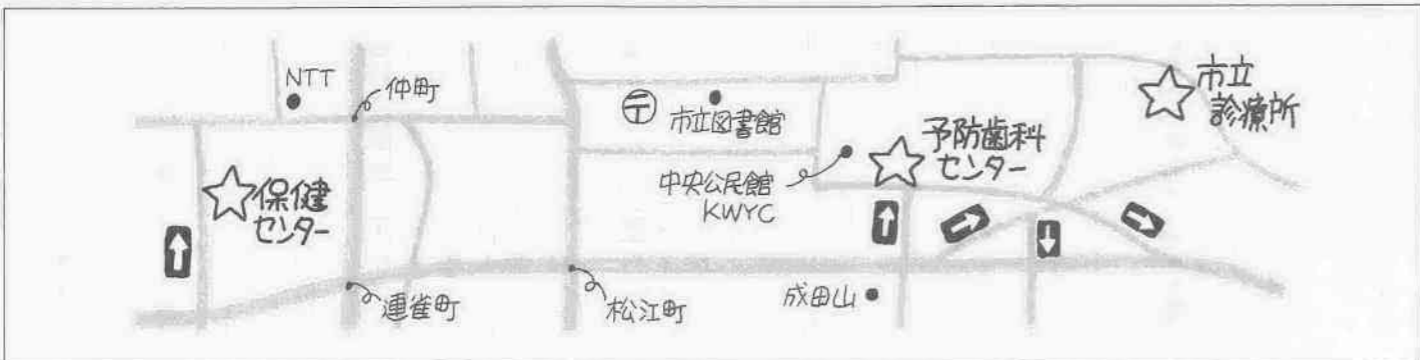 NTT
仲町
保健
センター
連雀町
〒
市立図書館
中央公民館
KWYC
松江町
予防歯科
センター
成田山
市立
診療所